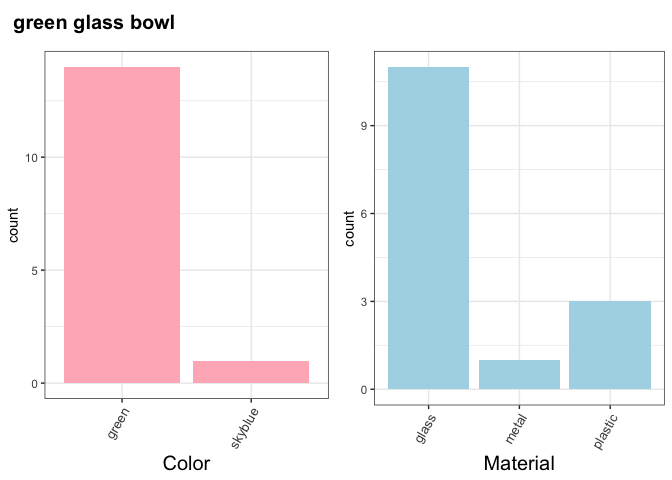 green glass bowl
count
10
5
0
green
skyblue
Color
count
9
6
3
0
glass
metal
plastic
Material